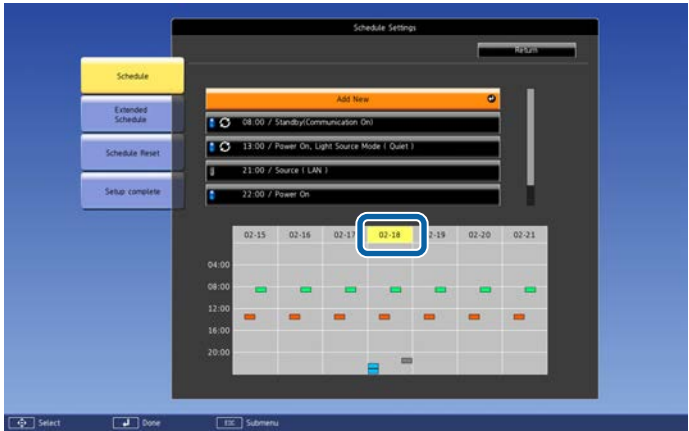 Schedule Settings
Return
Schedule
Extended
Schedule
Schedule Reset
Setup complete
Add New
08:00 / Standby(Communication On)
13:00 / Power On, Light Source Mode ( Quiet )
21:00 / Source ( LAN )
22:00 / Power On
02-15 02-16 02-17 02-18 02-19 02-20 02-21
04:00
08:00
12:00
16:00
20:00
Select Done Esc Submenu